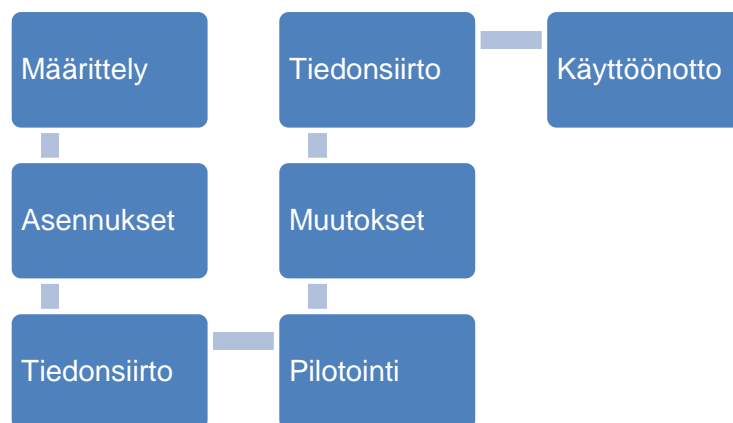 Määrittely
Asennukset
Tiedonsiirto
Pilotointi
Muutokset
Tiedonsiirto
Käyttöönotto